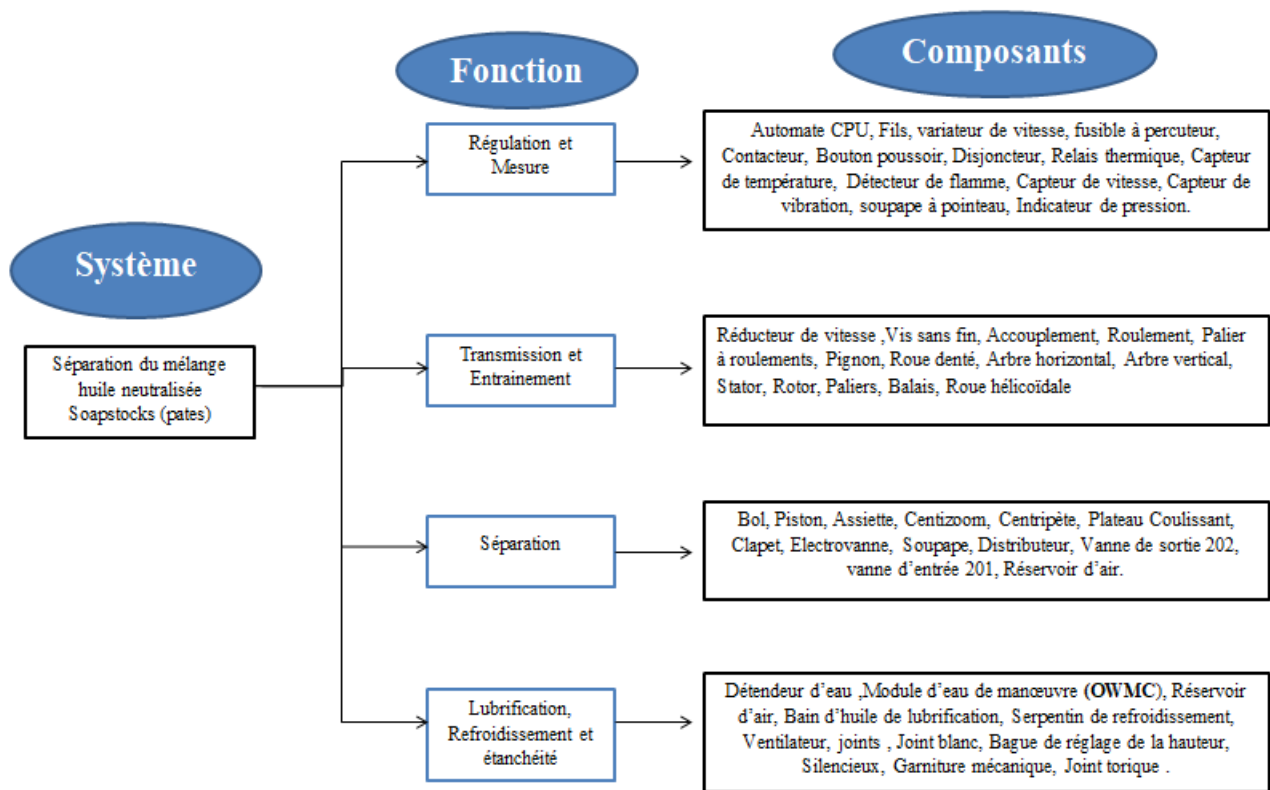 Système
Fonction
Composants
Séparation du mélange
huile neutralisée
Soapstocks (pates)
Régulation et
Mesure
Automate CPU, Fils, variateur de vitesse, fusible à percuteur,
Contacteur, Bouton poussoir, Disjoncteur, Relais thermique, Capteur
de température, Détecteur de flamme, Capteur de vitesse, Capteur de
vibration, soupape à pointeau, Indicateur de pression.
Transmission et
Entrainement
Réducteur de vitesse ,Vis sans fin, Accouplement, Roulement, Palier
à roulements, Pignon, Roue denté, Arbre horizontal, Arbre vertical,
Stator, Rotor, Paliers, Balais, Roue hélicoïdale
Séparation
Bol, Piston, Assiette, Centizoom, Centripète, Plateau Coulissant,
Clapet, Electrovanne, Soupape, Distributeur, Vanne de sortie 202,
vanne d’entrée 201, Réservoir d’air.
Lubrification,
Refroidissement et
étanchéité
Détendeur d’eau ,Module d’eau de manœuvre (OWMC), Réservoir
d’air, Bain d’huile de lubrification, Serpentin de refroidissement,
Ventilateur, joints , Joint blanc, Bague de réglage de la hauteur,
Silencieux, Garniture mécanique, Joint torique .